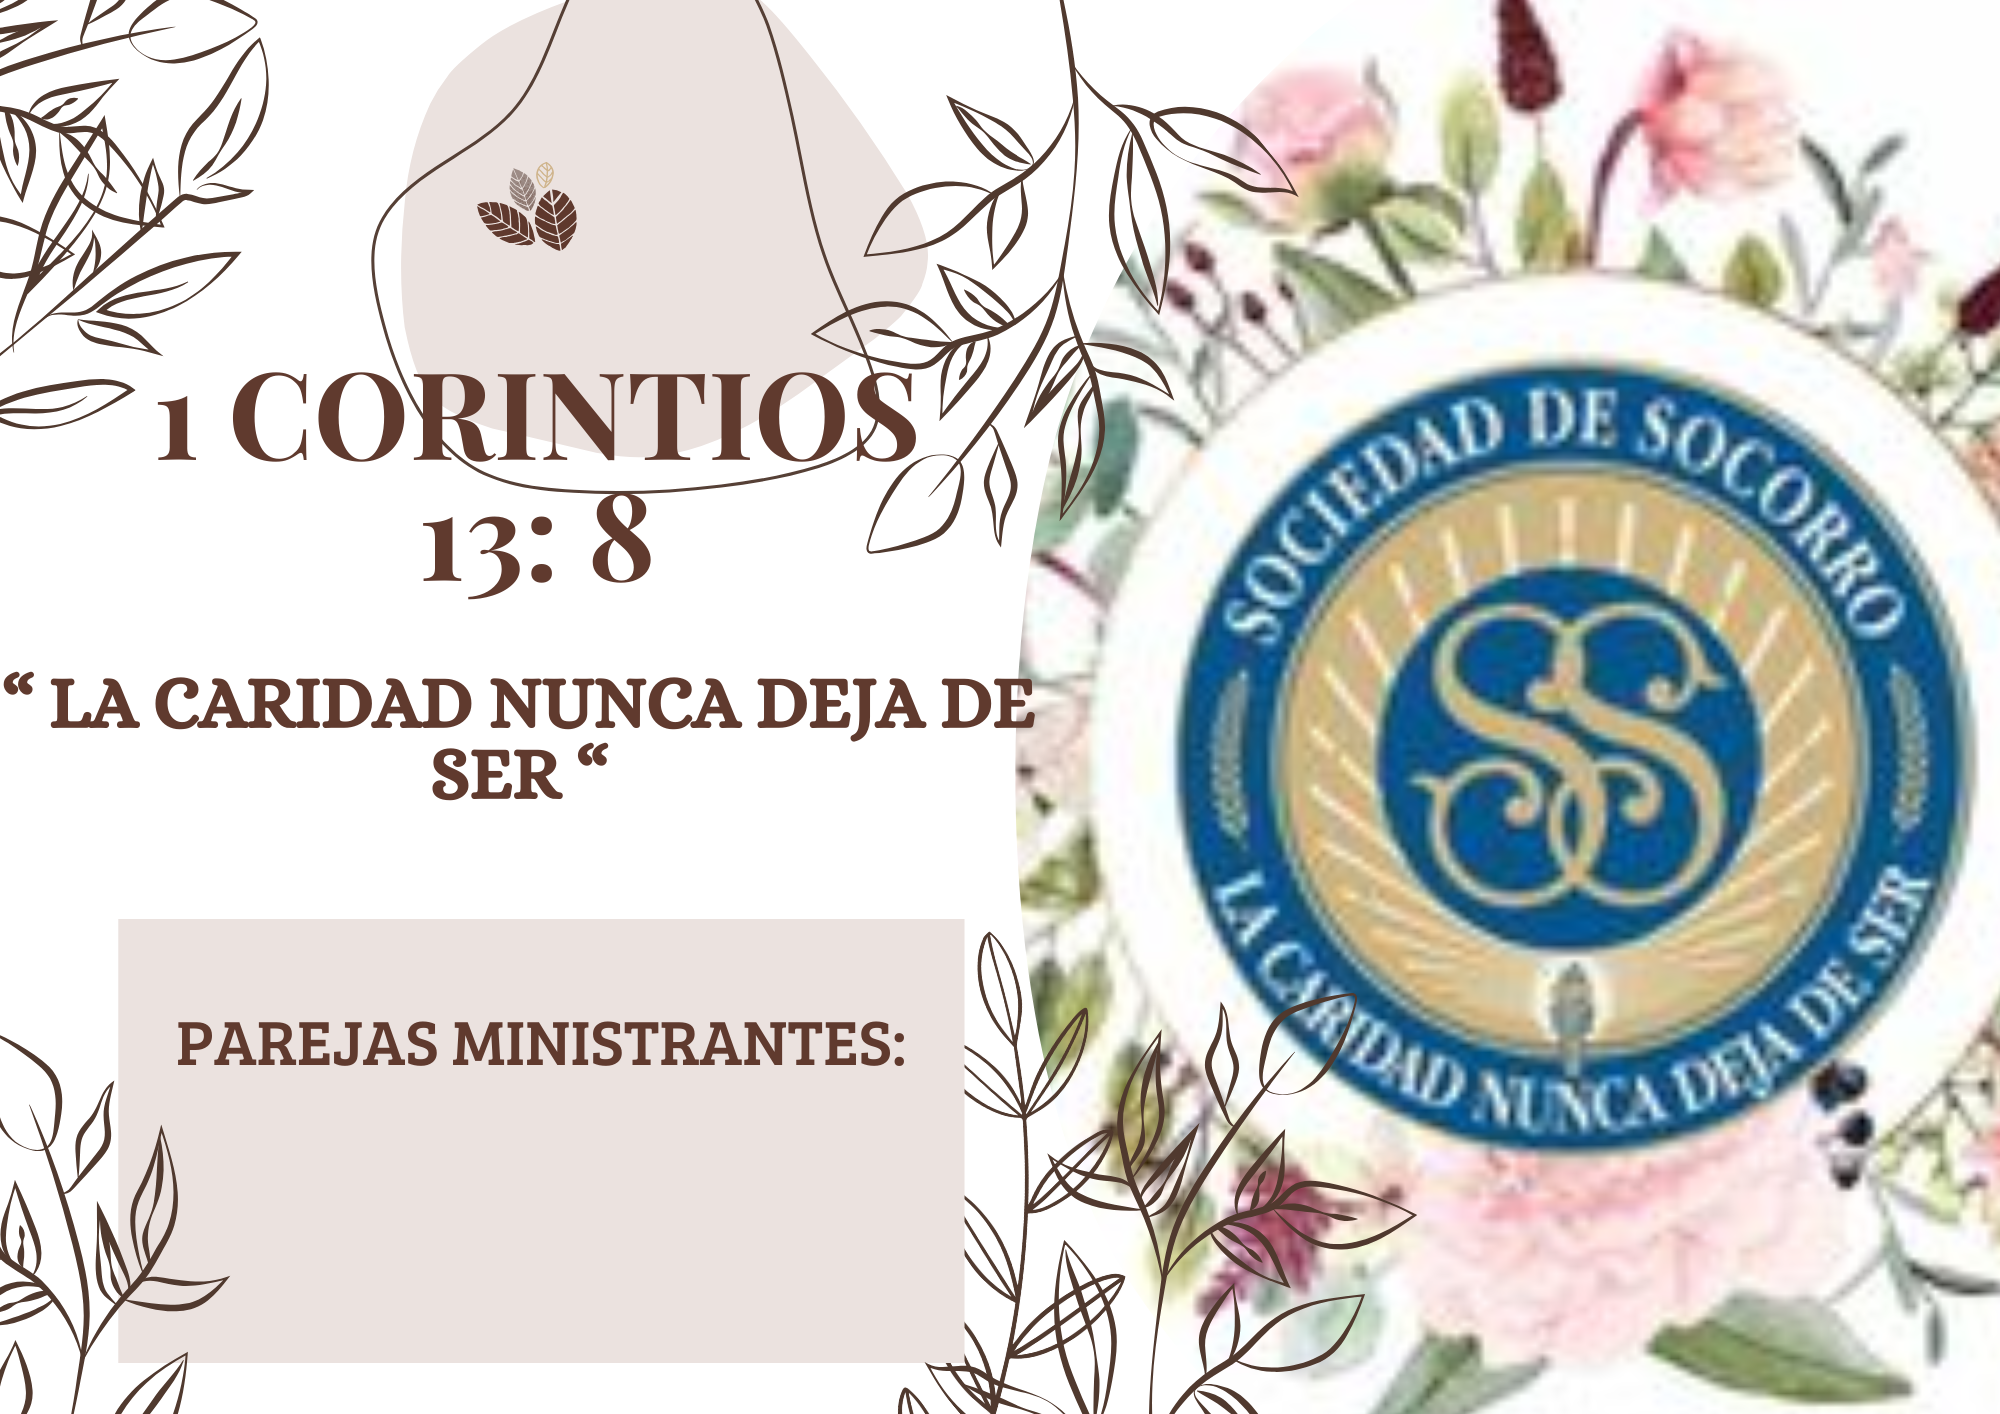 1 CORINTIOS
13: 8
“ LA CARIDAD NUNCA DEJA DE
SER “
PAREJAS MINISTRANTES:
SOCIEDAD DE SOCORRO
SS
LA CARIDAD NUNCA DEJA DE SER